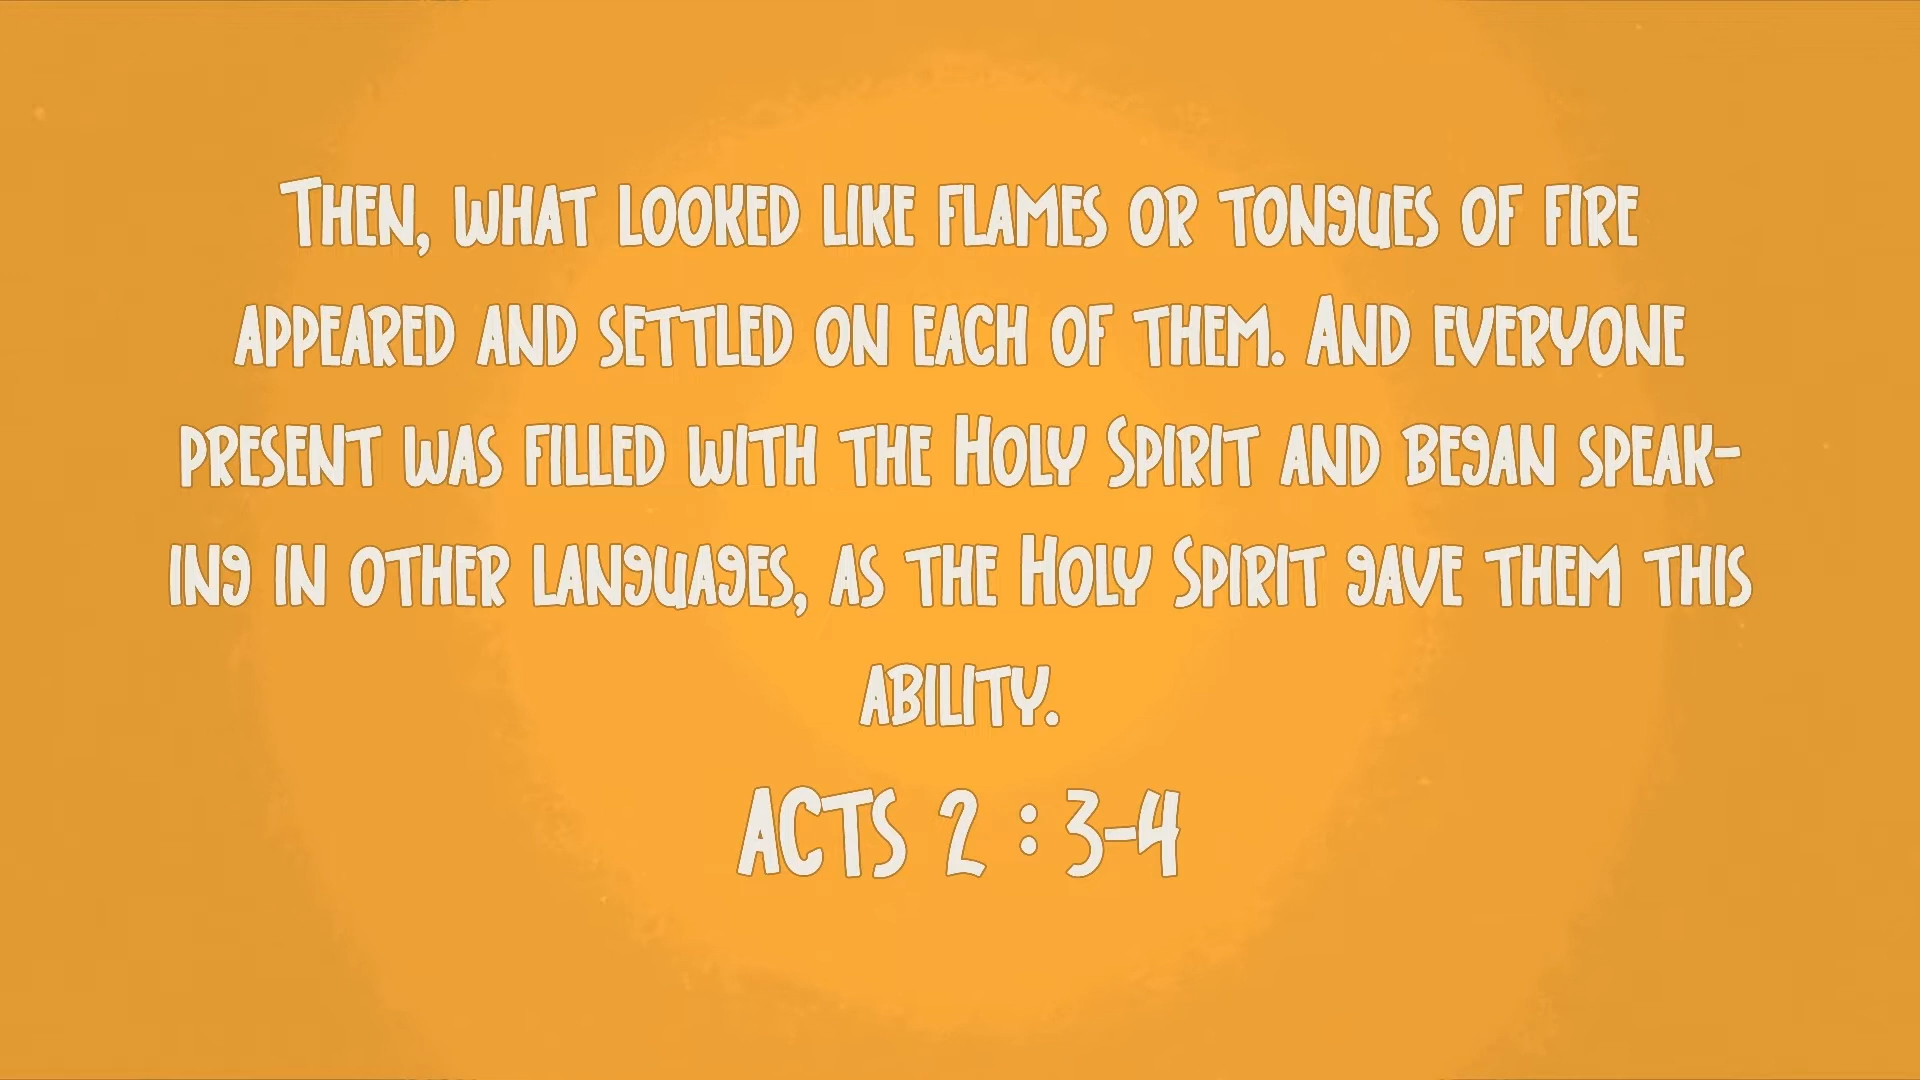 Then, what looked like flames or tongues of fire
appeared and settled on each of them. And everyone
present was filled with the Holy Spirit and began speak-
ing in other languages, as the Holy Spirit gave them this
ability.
ACTS 2 : 3-4